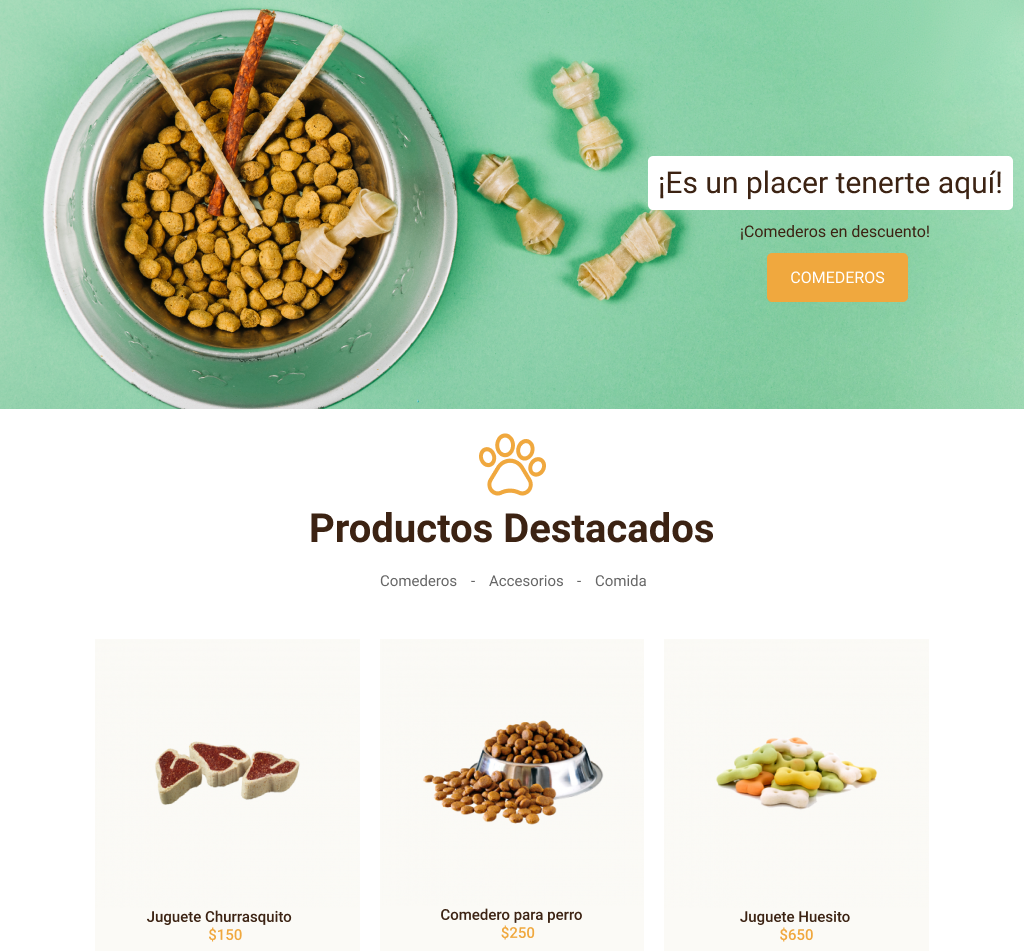 ¡Es un placer tenerte aquí!
¡Comederos en descuento!
COMEDEROS
Productos Destacados
Comederos - Accesorios - Comida
Juguete Churrasquito
$150
Comedero para perro
$250
Juguete Huesito
$650